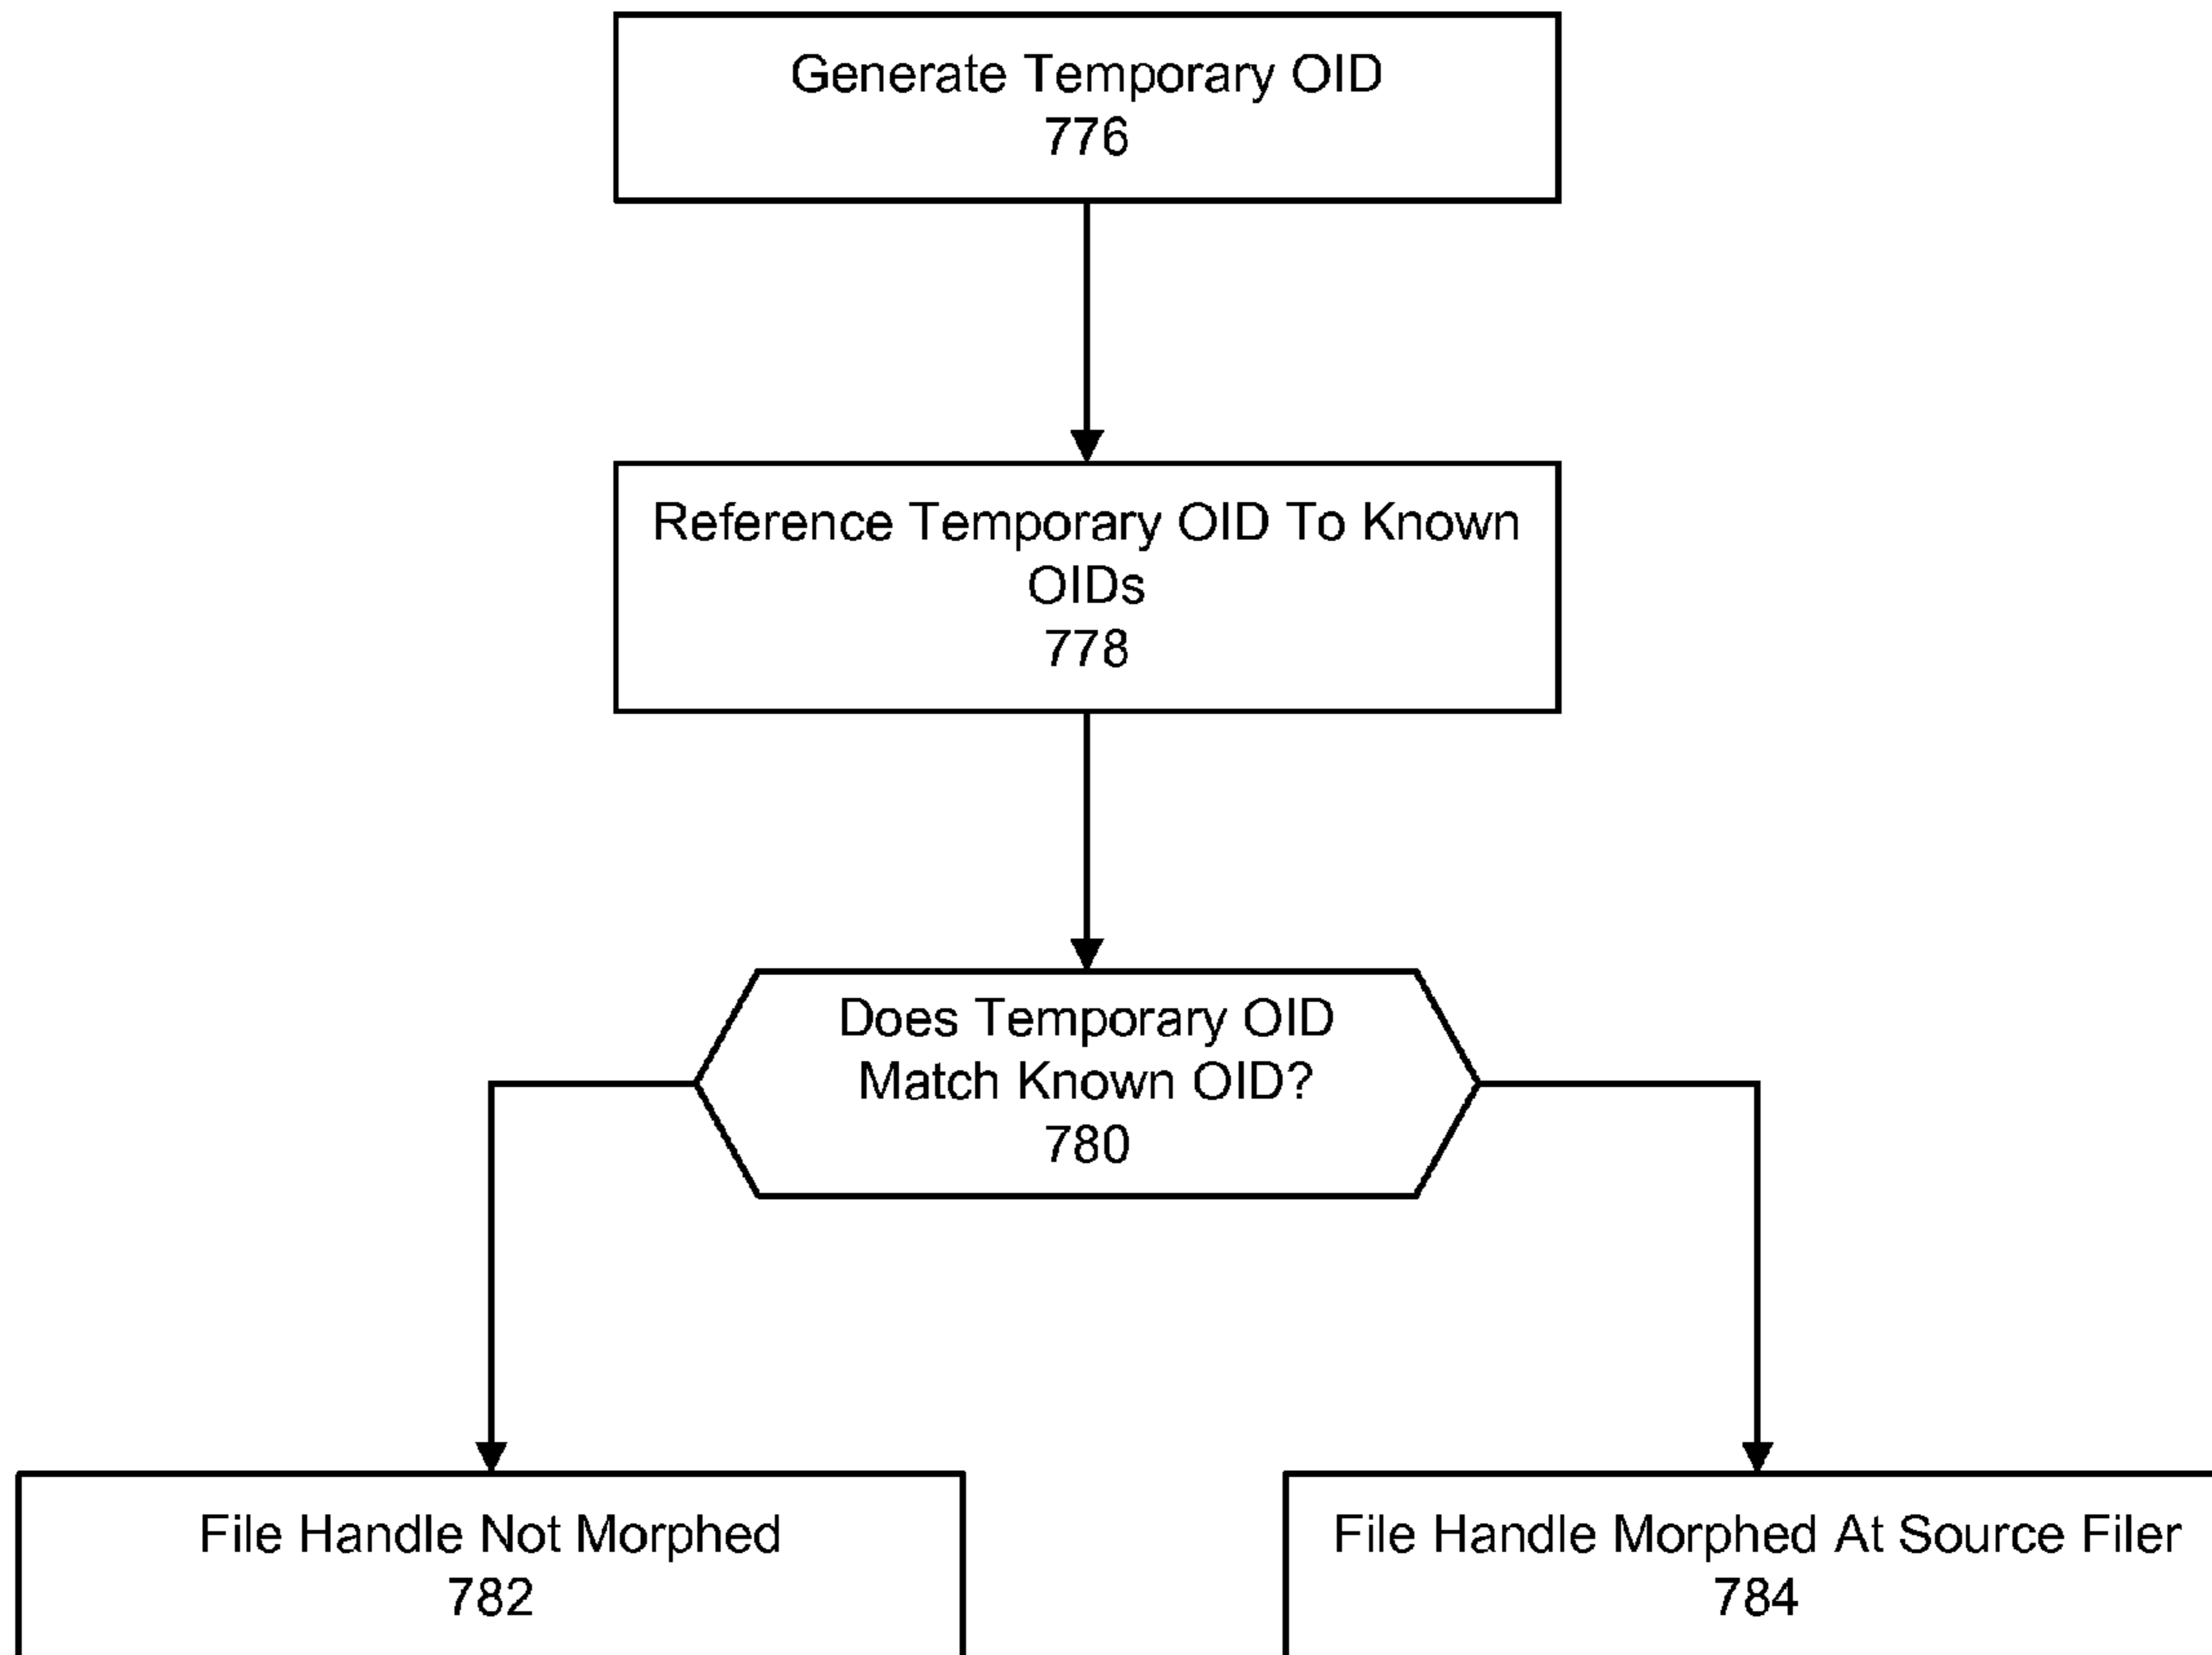 Generate Temporary OID
776
Reference Temporary OID To Known
OIDs
778
Does Temporary OID
Match Known OID?
780
File Handle Not Morphed
782
File Handle Morphed At Source Filer
784